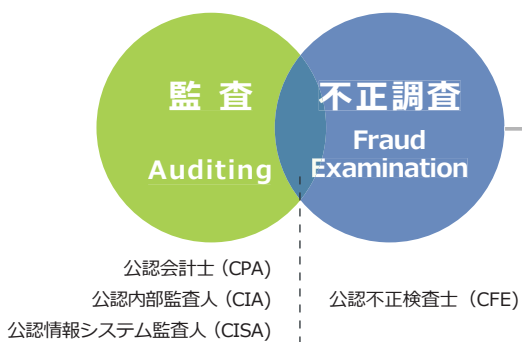 監 査
Auditing
不正調査
Fraud
Examination
公認会計士（CPA）
公認内部監査人（CIA）
公認情報システム監査人（CISA）
公認不正検査士（CFE）